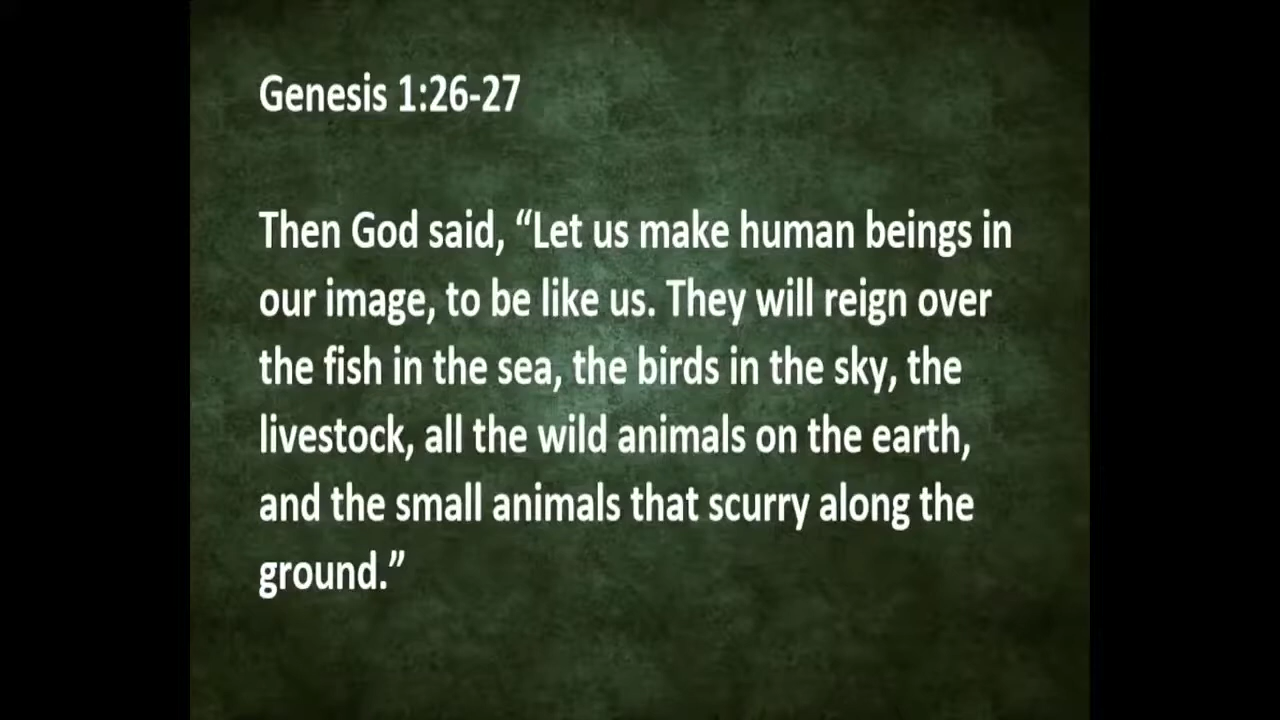 Genesis 1:26-27
Then God said, “Let us make human beings in
our image, to be like us. They will reign over
the fish in the sea, the birds in the sky, the
livestock, all the wild animals on the earth,
and the small animals that scurry along the
ground.”